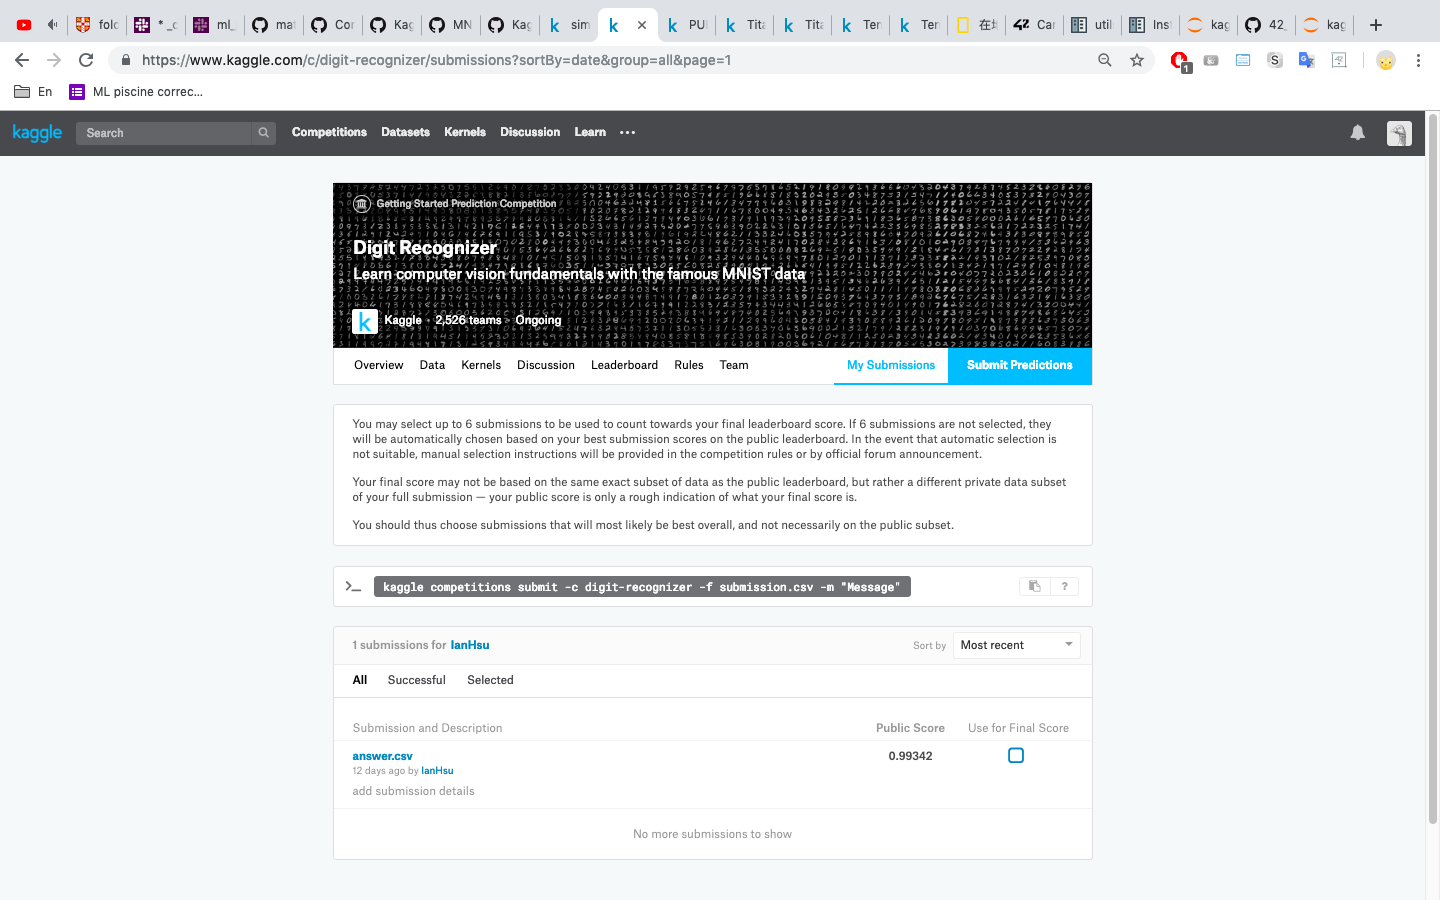 folc
* _c
ml_
mat
Cor
Kag
MN
Kag
sim
PUI
Tita
Tita
Ter
Ter
Car
utils
Inst
kag
42
kag
https://www.kaggle.com/c/digit-recognizer/submissions?sortBy=date&group=all&page=1
1
S
En
ML piscine correc...
kaggle
Search
Competitions Datasets Kernels Discussion Learn
Getting Started Prediction Competition
Digit Recognizer
Learn computer vision fundamentals with the famous MNIST data
k Kaggle · 2,526 teams · Ongoing
Overview Data Kernels Discussion Leaderboard Rules Team My Submissions Submit Predictions
You may select up to 6 submissions to be used to count towards your final leaderboard score. If 6 submissions are not selected, they
will be automatically chosen based on your best submission scores on the public leaderboard. In the event that automatic selection is
not suitable, manual selection instructions will be provided in the competition rules or by official forum announcement.
Your final score may not be based on the same exact subset of data as the public leaderboard, but rather a different private data subset
of your full submission — your public score is only a rough indication of what your final score is.
You should thus choose submissions that will most likely be best overall, and not necessarily on the public subset.
kaggle competitions submit -c digit-recognizer -f submission.csv -m "Message"
?
1 submissions for IanHsu
Sort by Most recent
All Successful Selected
Submission and Description Public Score Use for Final Score
answer.csv 0.99342
12 days ago by IanHsu
add submission details
No more submissions to show